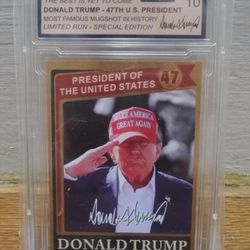 THE BEST IS YET TO COME
DONALD TRUMP - 47TH U.S. PRESIDENT
MOST FAMOUS MUGSHOT IN HISTORY
LIMITED RUN - SPECIAL EDITION
10
PRESIDENT OF
THE UNITED STATES
47
MAKE AMERICA
GREAT AGAIN
DONALD TRUMP